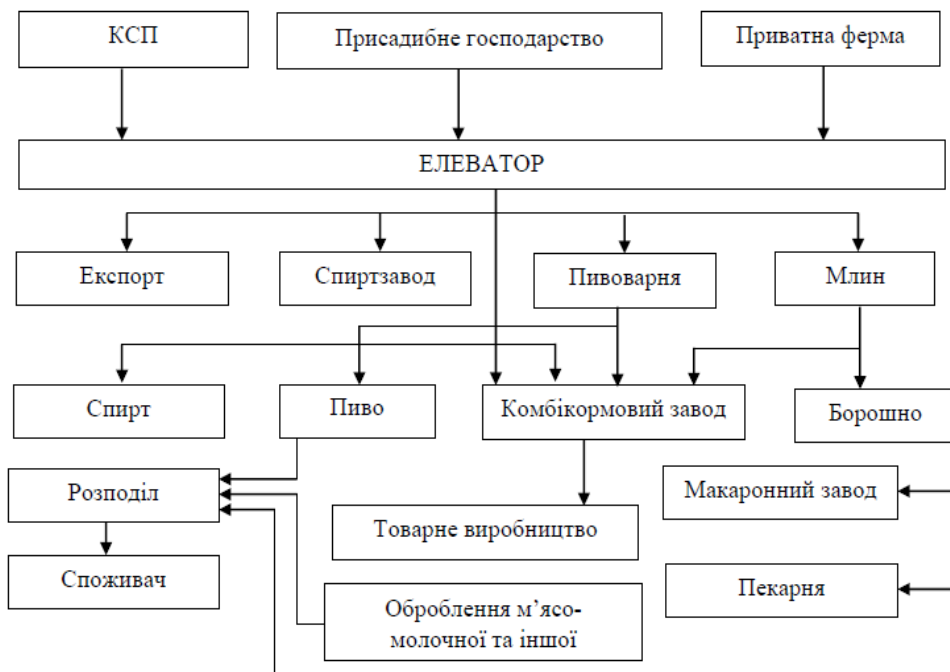 КСП
Присадибне господарство
Приватна ферма
ЕЛЕВАТОР
Експорт
Спиртзавод
Пивоварня
Млин
Спирт
Пиво
Комбікормовий завод
Борошно
Розподіл
Макаронний завод
Товарне виробництво
Споживач
Пекарня
Оброблення м’ясо-
молочної та іншої